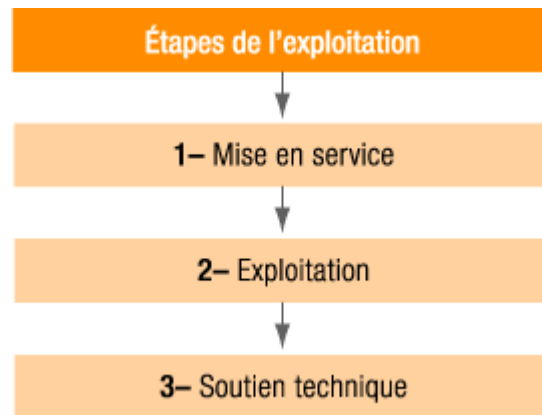 Étapes de l'exploitation
1– Mise en service
2– Exploitation
3– Soutien technique